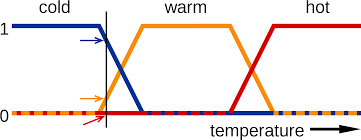 cold warm hot
1
0
temperature